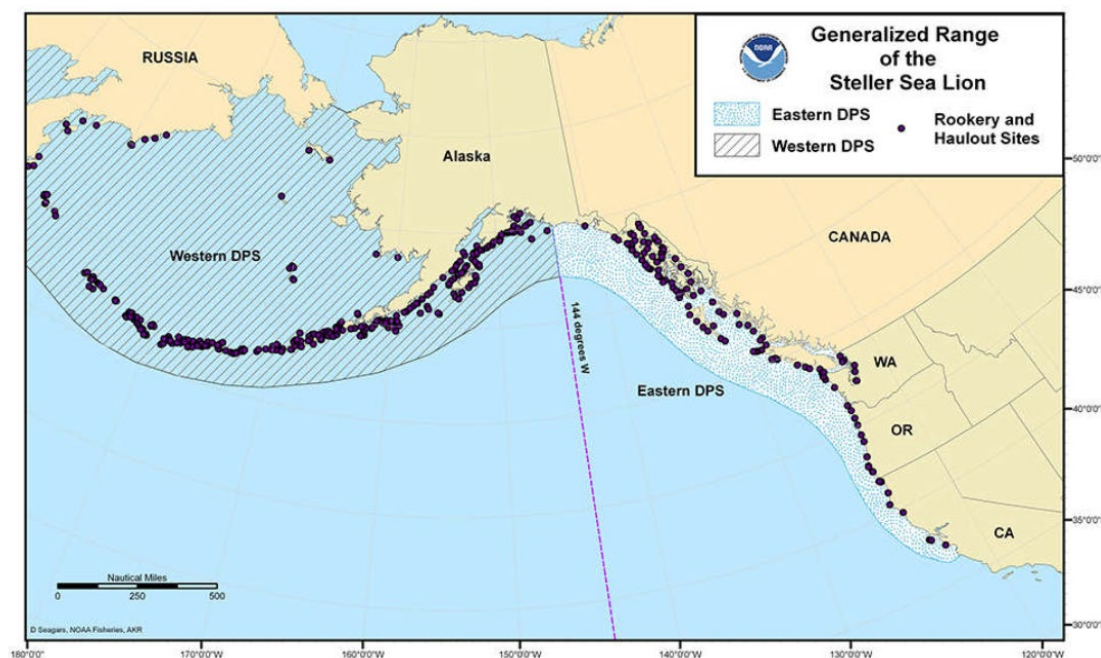 Generalized Range
of the
Steller Sea Lion
NOAA
Eastern DPS
Western DPS
Rookery and
Haulout Sites
RUSSIA
Alaska
CANADA
Western DPS
144 degrees W
Eastern DPS
WA
OR
CA
Nautical Miles
0 250 500
D Seagars, NOAA Fisheries, AKR
50°0'0"
45°0'0"
40°0'0"
35°0'0"
30°0'0"
180°0'0"
170°0'0"W
160°0'0"W
150°0'0"W
140°0'0"W
130°0'0"W
120°0'0"W